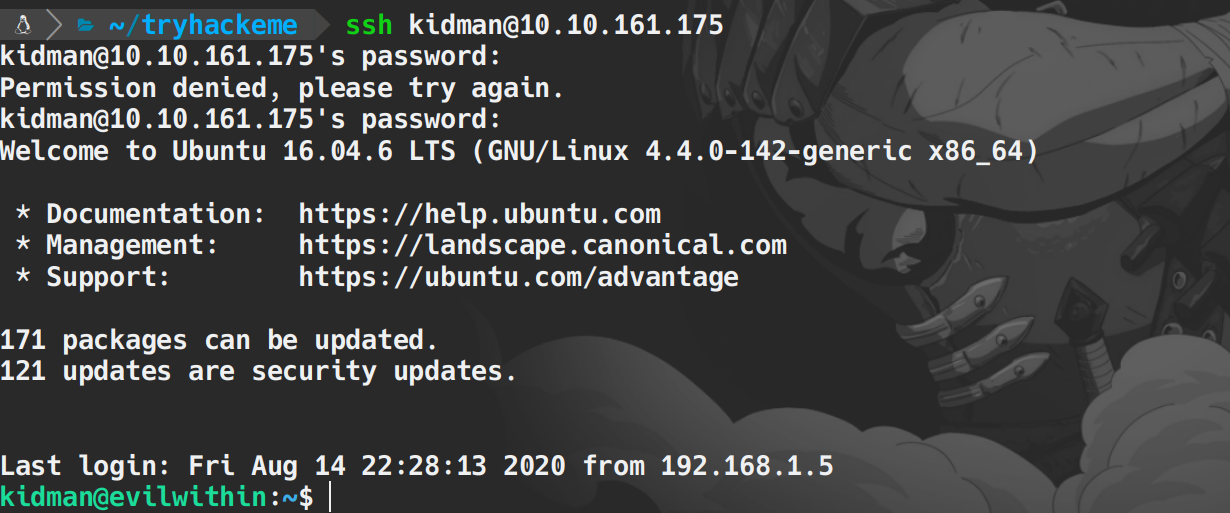 ~/tryhackeme ssh kidman@10.10.161.175
kidman@10.10.161.175's password:
Permission denied, please try again.
kidman@10.10.161.175's password:
Welcome to Ubuntu 16.04.6 LTS (GNU/Linux 4.4.0-142-generic x86_64)
* Documentation: https://help.ubuntu.com
* Management: https://landscape.canonical.com
* Support: https://ubuntu.com/advantage
171 packages can be updated.
121 updates are security updates.
Last login: Fri Aug 14 22:28:13 2020 from 192.168.1.5
kidman@evilwithin:~$